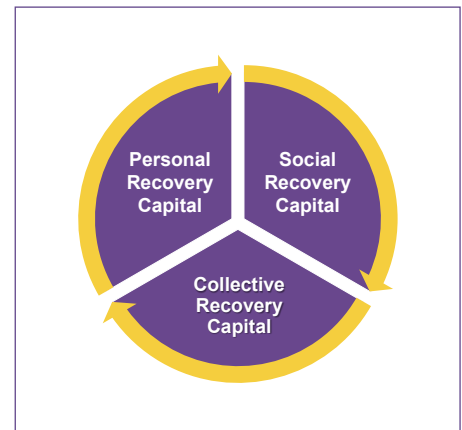 Personal
Recovery
Capital
Social
Recovery
Capital
Collective
Recovery
Capital